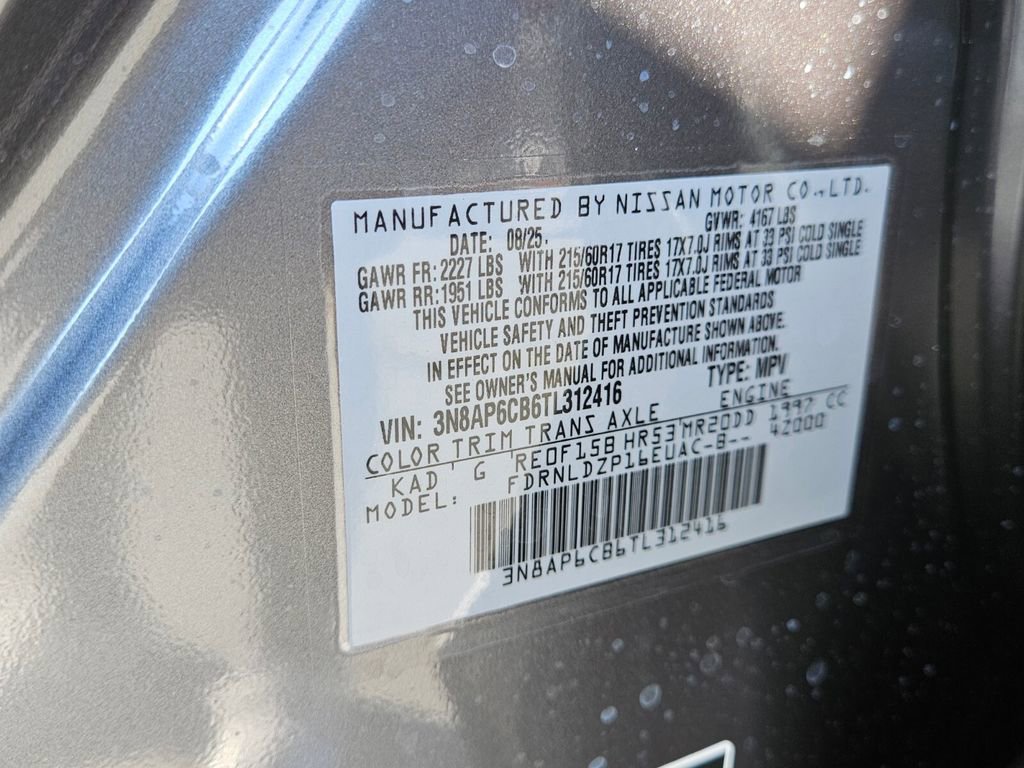 MANUFACTURED BY NISSAN MOTOR CO.,LTD.
DATE: 08/25. GVWR: 4167 LBS
GAWR FR: 2227 LBS WITH 215/60R17 TIRES 17X7.0J RIMS AT 33 PSI COLD SINGLE
GAWR RR: 1951 LBS WITH 215/60R17 TIRES 17X7.0J RIMS AT 33 PSI COLD SINGLE
THIS VEHICLE CONFORMS TO ALL APPLICABLE FEDERAL MOTOR
VEHICLE SAFETY AND THEFT PREVENTION STANDARDS
IN EFFECT ON THE DATE OF MANUFACTURE SHOWN ABOVE.
SEE OWNER'S MANUAL FOR ADDITIONAL INFORMATION.
VIN: 3N8AP6CB6TL312416 TYPE: MPV
COLOR TRIM TRANS AXLE ENGINE
KAD ' G RE0F15B HR53 MR20DD 1997 CC
MODEL: FDRNLDZP16EUAC-B-- 42000
3N8AP6CB6TL312416